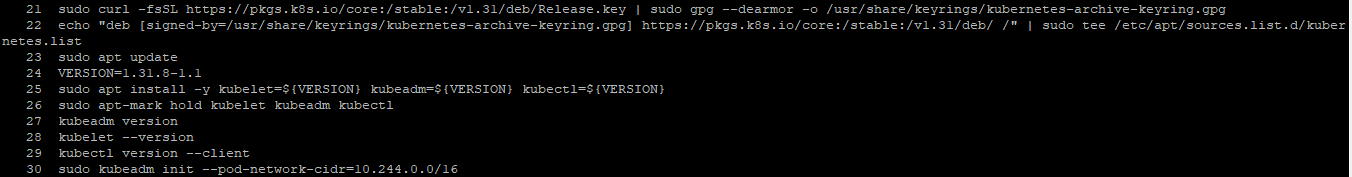 21 sudo curl -fsSL https://pkgs.k8s.io/core:/stable:/v1.31/deb/Release.key | sudo gpg --dearmor -o /usr/share/keyrings/kubernetes-archive-keyring.gpg
22 echo "deb [signed-by=/usr/share/keyrings/kubernetes-archive-keyring.gpg] https://pkgs.k8s.io/core:/stable:/v1.31/deb/ /" | sudo tee /etc/apt/sources.list.d/kuber
netes.list
23 sudo apt update
24 VERSION=1.31.8-1.1
25 sudo apt install -y kubelet=${VERSION} kubeadm=${VERSION} kubectl=${VERSION}
26 sudo apt-mark hold kubelet kubeadm kubectl
27 kubeadm version
28 kubelet --version
29 kubectl version --client
30 sudo kubeadm init --pod-network-cidr=10.244.0.0/16